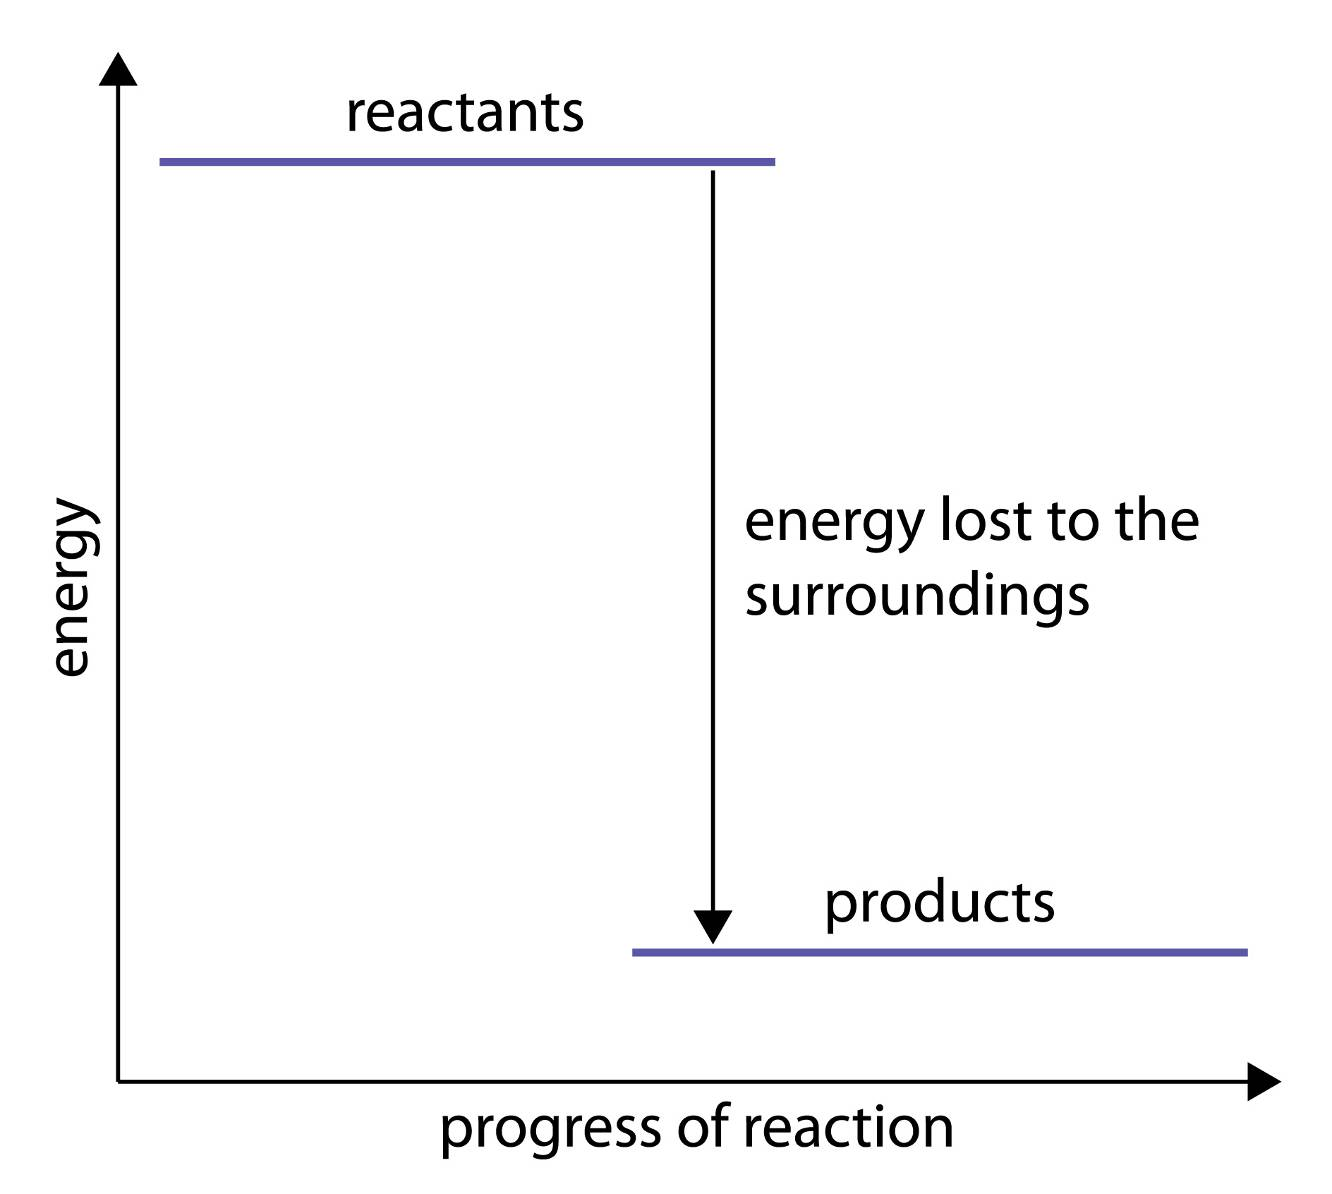 reactants
energy
energy lost to the
surroundings
products
progress of reaction